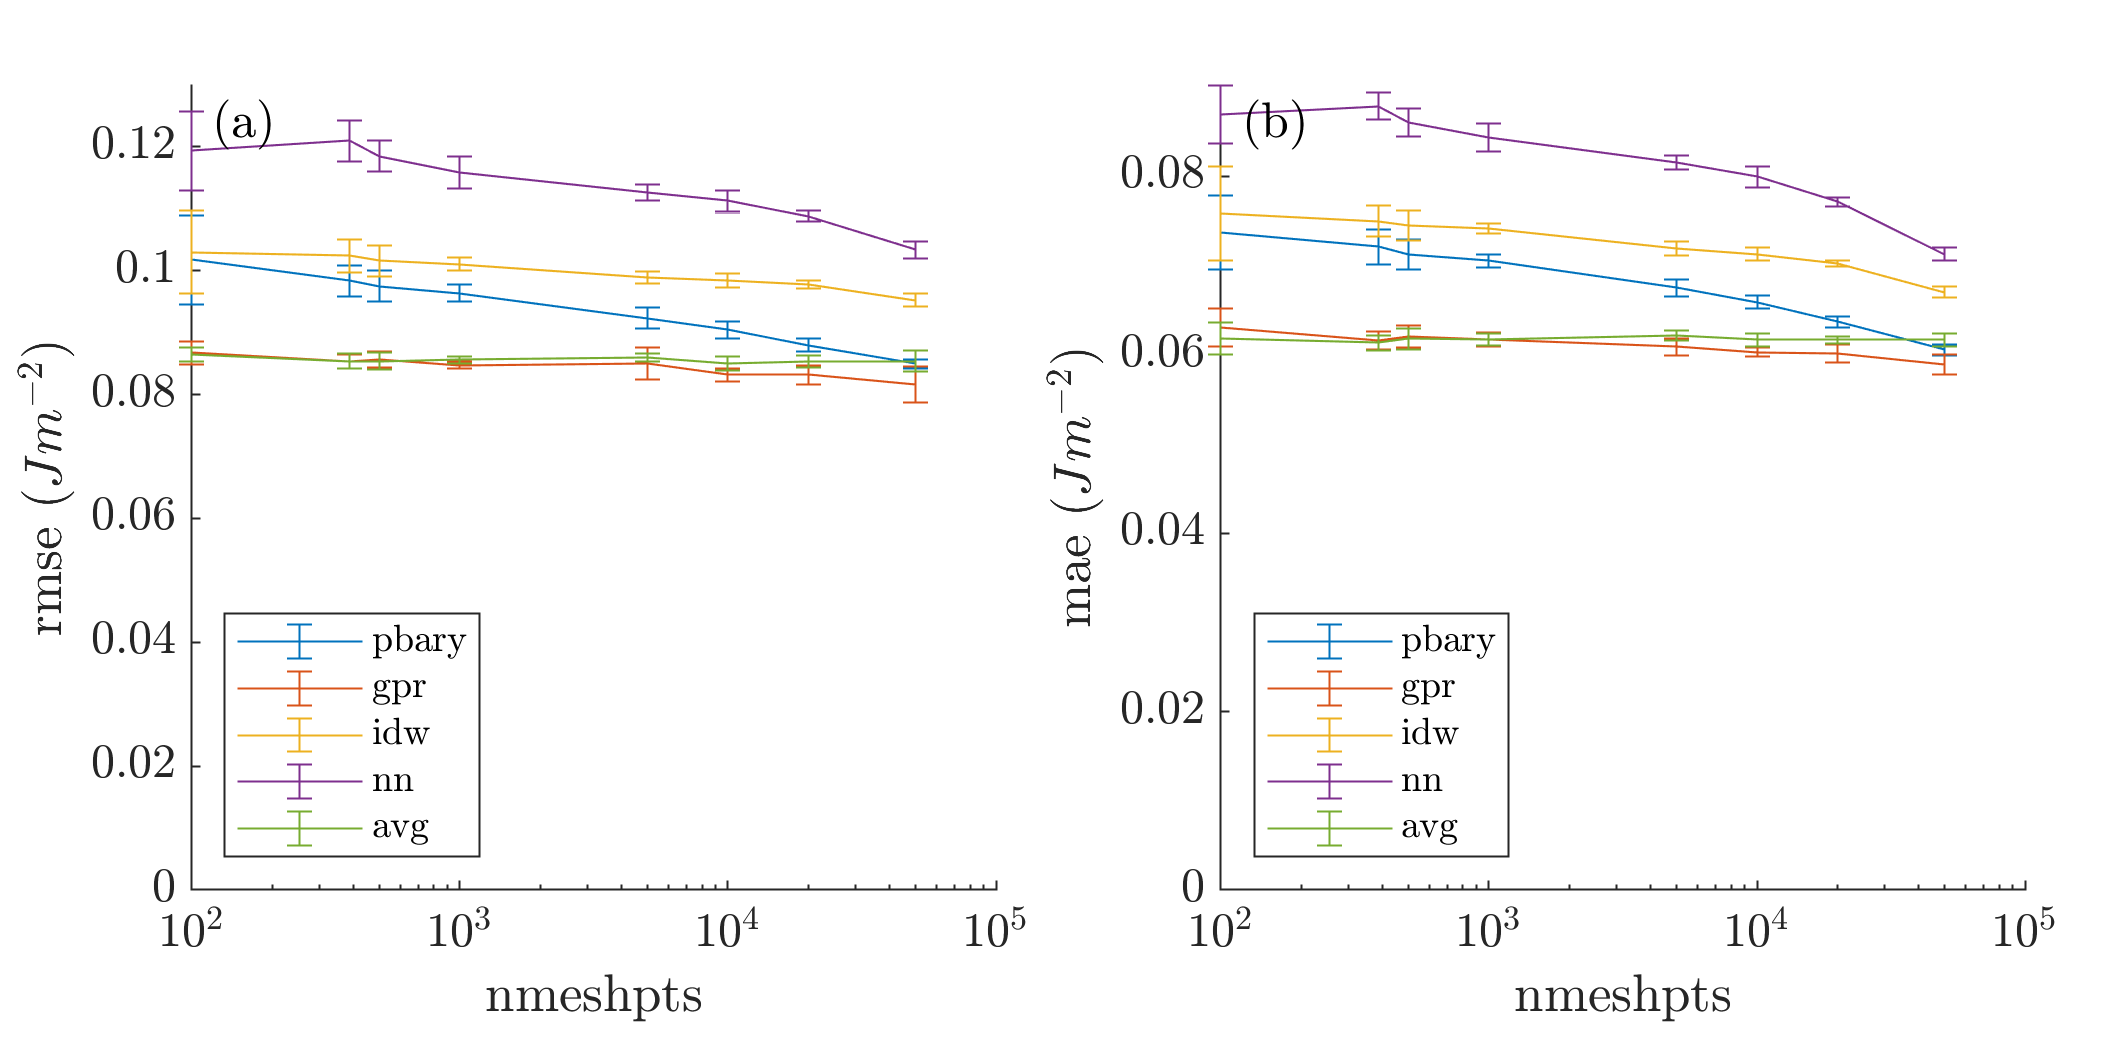 (a)
0.12
0.1
0.08
0.06
0.04
0.02
0
rmse (Jm⁻²)
pbary
gpr
idw
nn
avg
10² 10³ 10⁴ 10⁵
nmeshpts
(b)
0.08
0.06
0.04
0.02
0
mae (Jm⁻²)
pbary
gpr
idw
nn
avg
10² 10³ 10⁴ 10⁵
nmeshpts